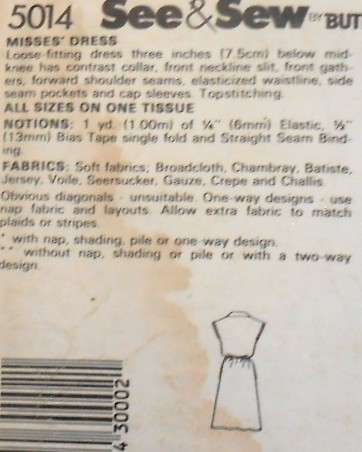 5014 See&Sew BY BUT
MISSES' DRESS
Loose-fitting dress three inches (7.5cm) below mid-
knee has contrast collar, front neckline slit, front gath-
ers, forward shoulder seams, elasticized waistline, side
seam pockets and cap sleeves. Topstitching.
ALL SIZES ON ONE TISSUE
NOTIONS: 1 yd. (1.00m) of ¼" (6mm) Elastic, ½"
(13mm) Bias Tape single fold and Straight Seam Bind-
ing.
FABRICS: Soft fabrics; Broadcloth, Chambray, Batiste,
Jersey, Voile, Seersucker, Gauze, Crepe and Challis.
Obvious diagonals - unsuitable. One-way designs - use
nap fabric and layouts. Allow extra fabric to match
plaids or stripes.
* with nap, shading, pile or one-way design.
** without nap, shading or pile or with a two-way
design.
4 30002